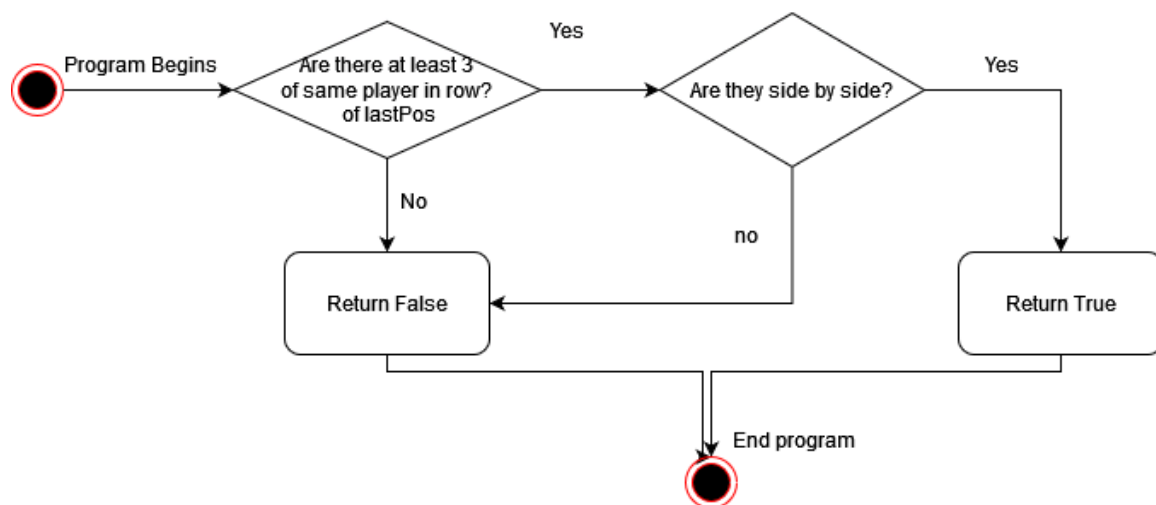 Program Begins
Are there at least 3
of same player in row?
of lastPos
Yes
Are they side by side?
Yes
No
no
Return False
Return True
End program